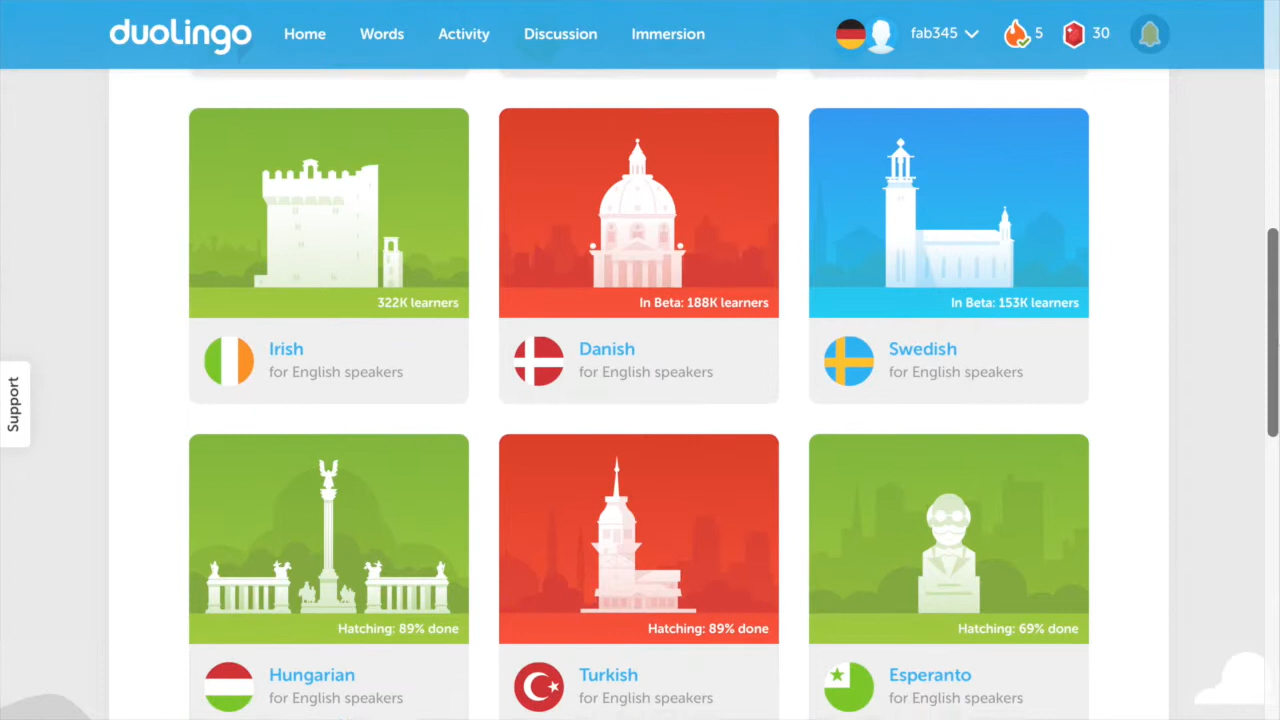 duolingo
Home
Words
Activity
Discussion
Immersion
fab345
5
30
322K learners
In Beta: 188K learners
In Beta: 153K learners
Irish
for English speakers
Danish
for English speakers
Swedish
for English speakers
Support
Hatching: 89% done
Hatching: 89% done
Hatching: 69% done
Hungarian
for English speakers
Turkish
for English speakers
Esperanto
for English speakers